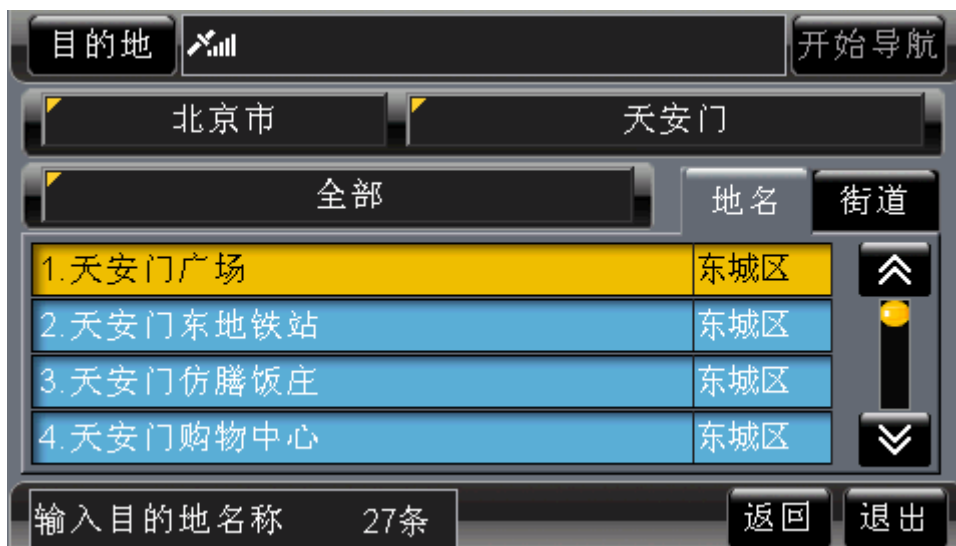 目的地 开始导航
北京市 天安门
全部 地名 街道
1.天安门广场 东城区
2.天安门东地铁站 东城区
3.天安门仿膳饭庄 东城区
4.天安门购物中心 东城区
输入目的地名称 27条 返回 退出